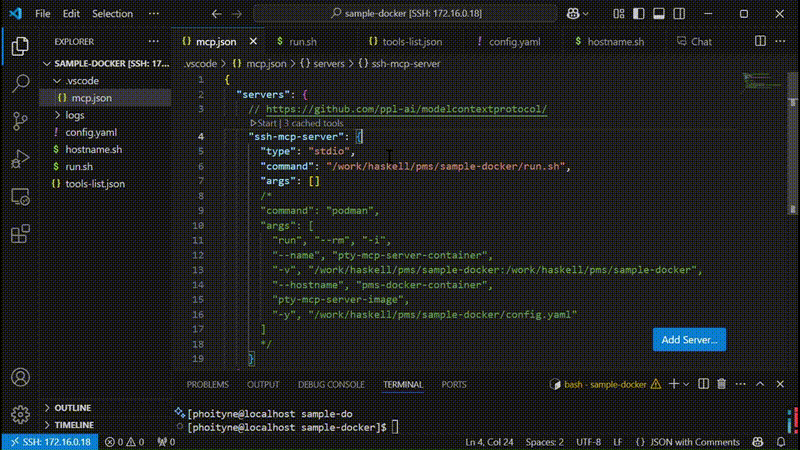 File Edit Selection ··· sample-docker [SSH: 172.16.0.18]
EXPLORER ···
SAMPLE-DOCKER [SSH: 172.16.0.18]
.vscode
{} mcp.json
logs
config.yaml
hostname.sh
run.sh
tools-list.json
OUTLINE
TIMELINE
{} mcp.json × run.sh tools-list.json ! config.yaml hostname.sh Chat ···
.vscode > {} mcp.json > {} servers > {} ssh-mcp-server
1 {
2 "servers": {
3 // https://github.com/ppl-ai/modelcontextprotocol/
Start | 3 cached tools
4 "ssh-mcp-server": {
5 "type": "stdio",
6 "command": "/work/haskell/pms/sample-docker/run.sh",
7 "args": []
8 /*
9 "command": "podman",
10 "args": [
11 "run", "--rm", "-i",
12 "--name", "pty-mcp-server-container",
13 "-v", "/work/haskell/pms/sample-docker:/work/haskell/pms/sample-docker",
14 "--hostname", "pms-docker-container",
15 "pty-mcp-server-image",
16 "-y", "/work/haskell/pms/sample-docker/config.yaml"
17 ]
18 */
19 }
Add Server...
PROBLEMS OUTPUT DEBUG CONSOLE TERMINAL PORTS bash - sample-docker ···
[phoityne@localhost sample-do
[phoityne@localhost sample-docker]$
SSH: 172.16.0.18 0 0 0 Ln 4, Col 24 Spaces: 2 UTF-8 LF {} JSON with Comments